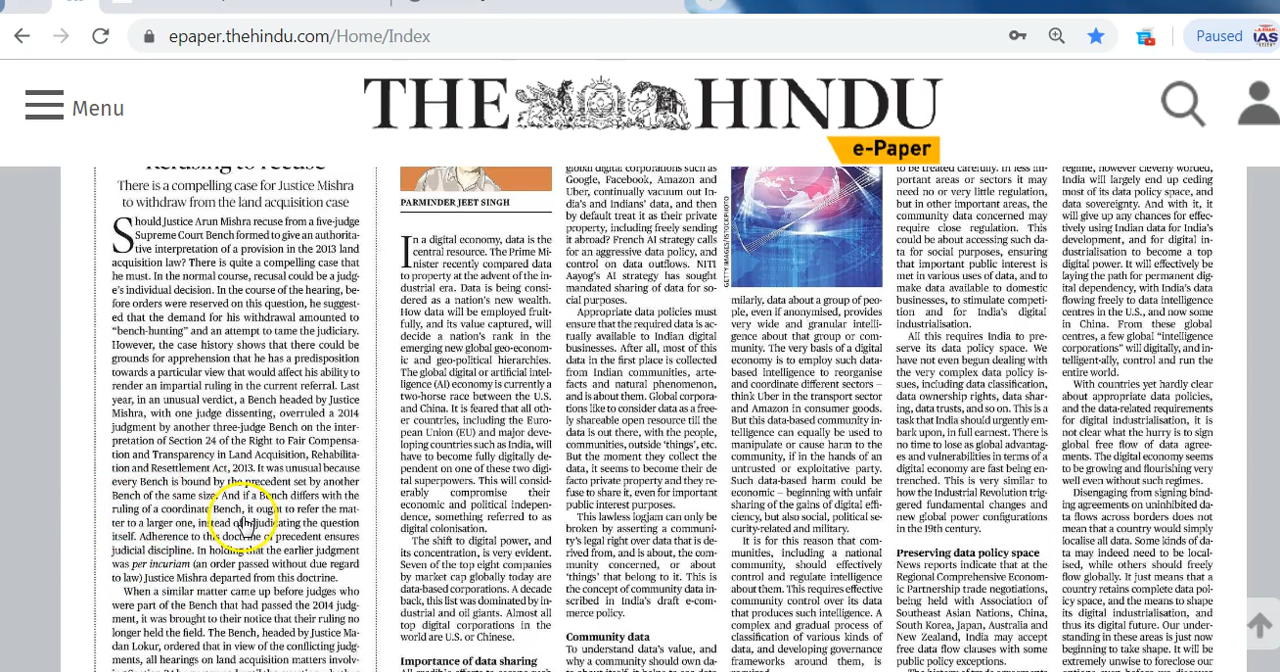 epaper.thehindu.com/Home/Index
Paused
IAS
Menu
THE HINDU
e-Paper
Refusing to recuse
There is a compelling case for Justice Mishra
to withdraw from the land acquisition case
Should Justice Arun Mishra recuse from a five-judge
Supreme Court Bench formed to give an authorita-
tive interpretation of a provision in the 2013 land
acquisition law? There is quite a compelling case that
he must. In the normal course, recusal could be a judg-
e's individual decision. In the course of the hearing, be-
fore orders were reserved on this question, he suggest-
ed that the demand for his withdrawal amounted to
“bench-hunting” and an attempt to tame the judiciary.
However, the case history shows that there could be
grounds for apprehension that he has a predisposition
towards a particular view that would affect his ability to
render an impartial ruling in the current referral. Last
year, in an unusual verdict, a Bench headed by Justice
Mishra, with one judge dissenting, overruled a 2014
judgment by another three-judge Bench on the inter-
pretation of Section 24 of the Right to Fair Compensa-
tion and Transparency in Land Acquisition, Rehabilita-
tion and Resettlement Act, 2013. It was unusual because
every Bench is bound by the precedent set by another
Bench of the same size. And if a Bench differs with the
ruling of a coordinate Bench, it ought to refer the mat-
ter to a larger one, instead of adjudicating the question
itself. Adherence to the doctrine of precedent ensures
judicial discipline. In holding that the earlier judgment
was per incuriam (an order passed without due regard
to law) Justice Mishra departed from this doctrine.
When a similar matter came up before judges who
were part of the Bench that had passed the 2014 judg-
ment, it was brought to their notice that their ruling no
longer held the field. The Bench, headed by Justice Ma-
dan Lokur, ordered that in view of the conflicting judg-
ments, all hearings on land acquisition matters involv-
PARMINDER JEET SINGH
In a digital economy, data is the
central resource. The Prime Mi-
nister recently compared data
to property at the advent of the in-
dustrial era. Data is being consi-
dered as a nation's new wealth.
How data will be employed fruit-
fully, and its value captured, will
decide a nation's rank in the
emerging new global geo-econom-
ic and geo-political hierarchies.
The global digital or artificial intel-
ligence (AI) economy is currently a
two-horse race between the U.S.
and China. It is feared that all oth-
er countries, including the Euro-
pean Union (EU) and major deve-
loping countries such as India, will
have to become fully digitally de-
pendent on one of these two digi-
tal superpowers. This will consid-
erably compromise their
economic and political indepen-
dence, something referred to as
digital colonisation.
The shift to digital power, and
its concentration, is very evident.
Seven of the top eight companies
by market cap globally today are
data-based corporations. A decade
back, this list was dominated by in-
dustrial and oil giants. Almost all
top digital corporations in the
world are U.S. or Chinese.
Importance of data sharing
global digital corporations such as
Google, Facebook, Amazon and
Uber, continually vacuum out In-
dia's and Indians' data, and then
by default treat it as their private
property, including freely sending
it abroad? French AI strategy calls
for an aggressive data policy, and
control on data outflows. NITI
Aayog's AI strategy has sought
mandated sharing of data for so-
cial purposes.
Appropriate data policies must
ensure that the required data is ac-
tually available to Indian digital
businesses. After all, most of this
data in the first place is collected
from Indian communities, arte-
facts and natural phenomenon,
and is about them. Global corpora-
tions like to consider data as a free-
ly shareable open resource till the
data is out there, with the people,
communities, outside ‘things’, etc.
But the moment they collect the
data, it seems to become their de
facto private property and they re-
fuse to share it, even for important
public interest purposes.
This lawless logjam can only be
broken by asserting a communi-
ty's legal right over data that is de-
rived from, and is about, the com-
munity concerned, or about
‘things’ that belong to it. This is
the concept of community data in-
scribed in India's draft e-com-
merce policy.
Community data
To understand data's value, and
GETTY IMAGES/ISTOCKPHOTO
milarly, data about a group of peo-
ple, even if anonymised, provides
very wide and granular intelli-
gence about that group or com-
munity. The very basis of a digital
economy is to employ such data-
based intelligence to reorganise
and coordinate different sectors –
think Uber in the transport sector
and Amazon in consumer goods.
But this data-based community in-
telligence can equally be used to
manipulate or cause harm to the
community, if in the hands of an
untrusted or exploitative party.
Such data-based harm could be
economic – beginning with unfair
sharing of the gains of digital effi-
ciency, but also social, political, se-
curity-related and military.
It is for this reason that com-
munities, including a national
community, should effectively
control and regulate intelligence
about them. This requires effective
community control over its data
that produces such intelligence. A
complex and gradual process of
classification of various kinds of
data, and developing governance
frameworks around them, is
required.
to be treated carefully. In less im-
portant areas or sectors it may
need no or very little regulation,
but in other important areas, the
community data concerned may
require close regulation. This
could be about accessing such da-
ta for social purposes, ensuring
that important public interest is
met in various uses of data, and to
make data available to domestic
businesses, to stimulate competi-
tion and for India's digital
industrialisation.
All this requires India to pre-
serve its data policy space. We
have not even begun dealing with
the very complex data policy is-
sues, including data classification,
data ownership rights, data shar-
ing, data trusts, and so on. This is a
task that India should urgently em-
bark upon, in full earnest. There is
no time to lose as global advantag-
es and vulnerabilities in terms of a
digital economy are fast being en-
trenched. This is very similar to
how the Industrial Revolution trig-
gered fundamental changes and
new global power configurations
in the 19th century.
Preserving data policy space
News reports indicate that at the
Regional Comprehensive Econom-
ic Partnership trade negotiations,
being held with Association of
Southeast Asian Nations, China,
South Korea, Japan, Australia and
New Zealand, India may accept
free data flow clauses with some
public policy exceptions.
regime, however cleverly worded,
India will largely end up ceding
most of its data policy space, and
data sovereignty. And with it, it
will give up any chances for effec-
tively using Indian data for India's
development, and for digital in-
dustrialisation to become a top
digital power. It will effectively be
laying the path for permanent dig-
ital dependency, with India's data
flowing freely to data intelligence
centres in the U.S., and now some
in China. From these global
centres, a few global “intelligence
corporations” will digitally, and in-
telligent-ally, control and run the
entire world.
With countries yet hardly clear
about appropriate data policies,
and the data-related requirements
for digital industrialisation, it is
not clear what the hurry is to sign
global free flow of data agree-
ments. The digital economy seems
to be growing and flourishing very
well even without such regimes.
Disengaging from signing bind-
ing agreements on uninhibited da-
ta flows across borders does not
mean that a country would simply
localise all data. Some kinds of da-
ta may indeed need to be local-
ised, while others should freely
flow globally. It just means that a
country retains complete data pol-
icy space, and the means to shape
its digital industrialisation, and
thus its digital future. Our under-
standing in these areas is just now
beginning to take shape. It will be